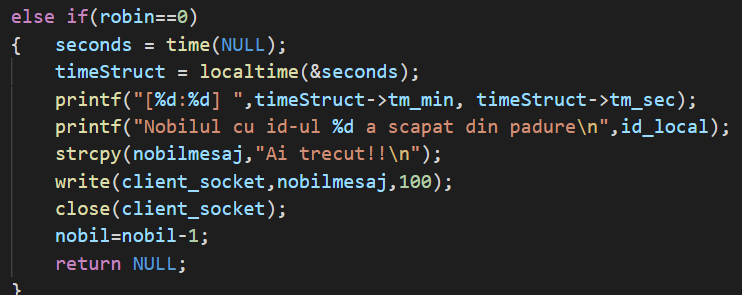 else if(robin==0)
{   seconds = time(NULL);
    timeStruct = localtime(&seconds);
    printf("[%d:%d] ",timeStruct->tm_min, timeStruct->tm_sec);
    printf("Nobilul cu id-ul %d a scapat din padure\n",id_local);
    strcpy(nobilmesaj,"Ai trecut!!\n");
    write(client_socket,nobilmesaj,100);
    close(client_socket);
    nobil=nobil-1;
    return NULL;
}